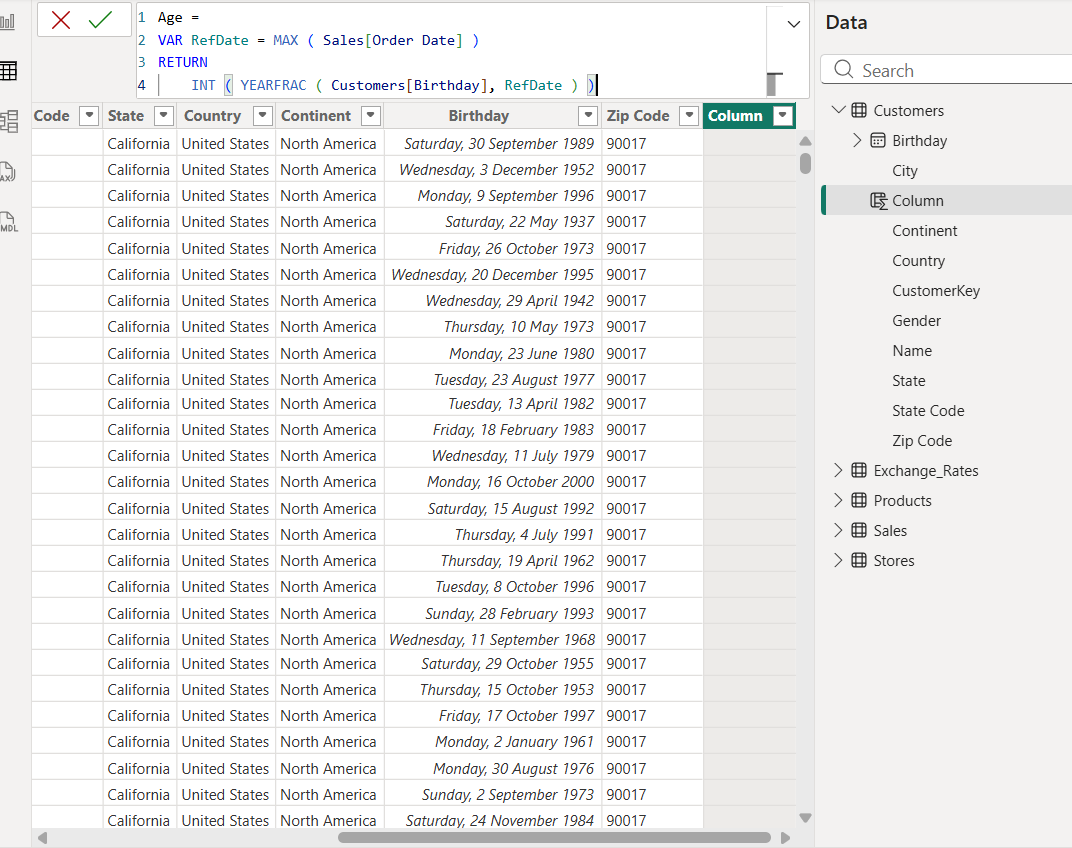 1 Age =
2 VAR RefDate = MAX ( Sales[Order Date] )
3 RETURN
4 INT ( YEARFRAC ( Customers[Birthday], RefDate ) )
Code State Country Continent Birthday Zip Code Column
California United States North America Saturday, 30 September 1989 90017
California United States North America Wednesday, 3 December 1952 90017
California United States North America Monday, 9 September 1996 90017
California United States North America Saturday, 22 May 1937 90017
California United States North America Friday, 26 October 1973 90017
California United States North America Wednesday, 20 December 1995 90017
California United States North America Wednesday, 29 April 1942 90017
California United States North America Thursday, 10 May 1973 90017
California United States North America Monday, 23 June 1980 90017
California United States North America Tuesday, 23 August 1977 90017
California United States North America Tuesday, 13 April 1982 90017
California United States North America Friday, 18 February 1983 90017
California United States North America Wednesday, 11 July 1979 90017
California United States North America Monday, 16 October 2000 90017
California United States North America Saturday, 15 August 1992 90017
California United States North America Thursday, 4 July 1991 90017
California United States North America Thursday, 19 April 1962 90017
California United States North America Tuesday, 8 October 1996 90017
California United States North America Sunday, 28 February 1993 90017
California United States North America Wednesday, 11 September 1968 90017
California United States North America Saturday, 29 October 1955 90017
California United States North America Thursday, 15 October 1953 90017
California United States North America Friday, 17 October 1997 90017
California United States North America Monday, 2 January 1961 90017
California United States North America Monday, 30 August 1976 90017
California United States North America Sunday, 2 September 1973 90017
California United States North America Saturday, 24 November 1984 90017
Data
Search
Customers
Birthday
City
Column
Continent
Country
CustomerKey
Gender
Name
State
State Code
Zip Code
Exchange_Rates
Products
Sales
Stores